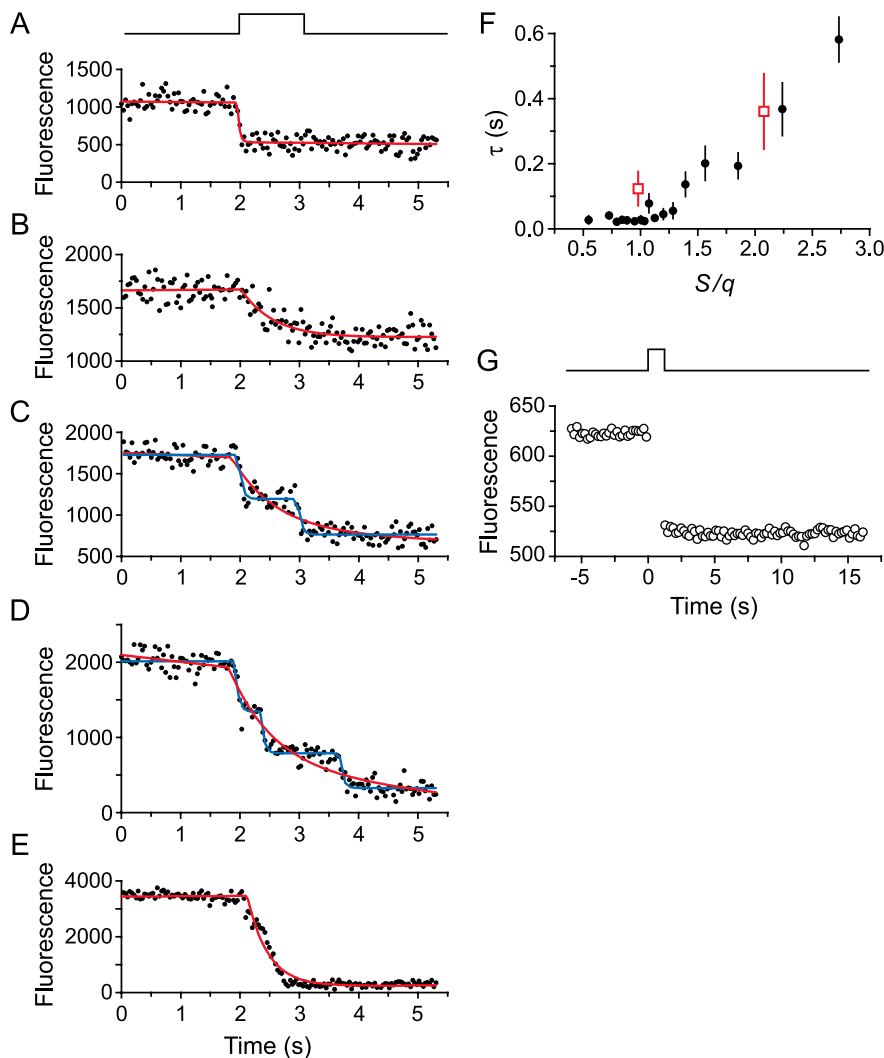 A
Fluorescence
1500
1000
500
0
0 1 2 3 4 5
B
Fluorescence
2000
1500
1000
0 1 2 3 4 5
C
Fluorescence
2000
1500
1000
500
0 1 2 3 4 5
D
Fluorescence
2000
1000
0
0 1 2 3 4 5
E
Fluorescence
4000
2000
0
0 1 2 3 4 5
Time (s)
F
τ (s)
0.6
0.4
0.2
0.0
0.5 1.0 1.5 2.0 2.5 3.0
S/q
G
Fluorescence
650
600
550
500
-5 0 5 10 15
Time (s)